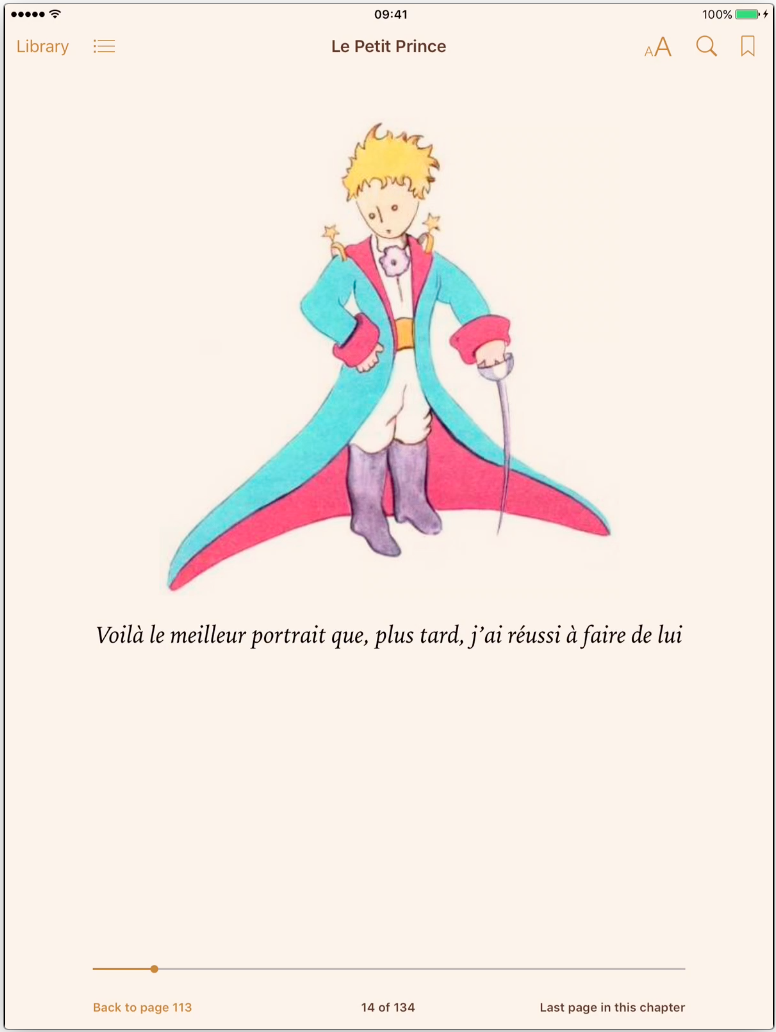 09:41
100%
Library
Le Petit Prince
AA
Voilà le meilleur portrait que, plus tard, j’ai réussi à faire de lui
Back to page 113
14 of 134
Last page in this chapter